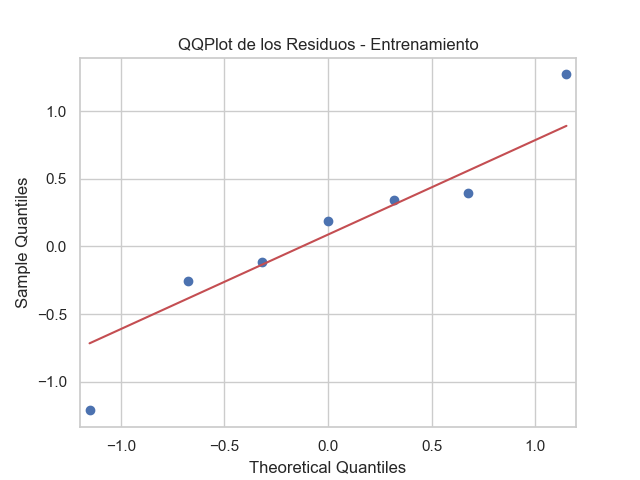 QQPlot de los Residuos - Entrenamiento
1.0
0.5
0.0
−0.5
−1.0
Sample Quantiles
−1.0 −0.5 0.0 0.5 1.0
Theoretical Quantiles